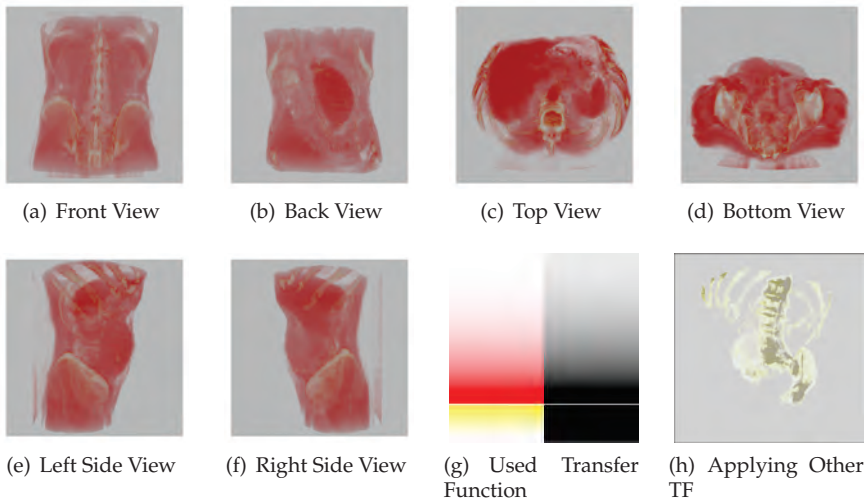 (a) Front View
(b) Back View
(c) Top View
(d) Bottom View
(e) Left Side View
(f) Right Side View
(g) Used Transfer
Function
(h) Applying Other
TF